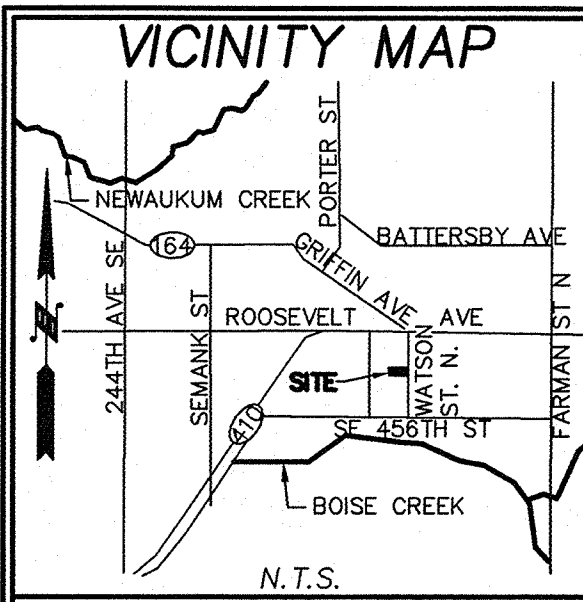 VICINITY MAP
PORTER ST
NEWAUKUM CREEK
BATTERSBY AVE
164
GRIFFIN AVE
244TH AVE SE
SEMANK ST
ROOSEVELT AVE
FARMAN ST N
SITE
WATSON
ST. N.
410
SE 456TH ST
BOISE CREEK
N.T.S.